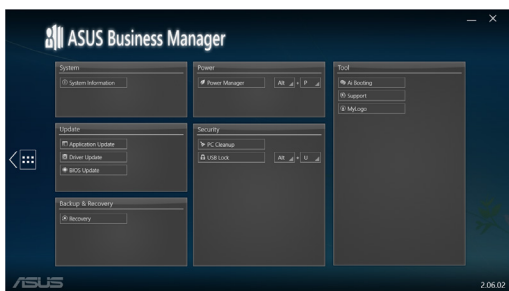 ASUS Business Manager
System
System Information
Power
Power Manager Alt + P
Tool
Ai Booting
Support
MyLogo
Update
Application Update
Driver Update
BIOS Update
Security
PC Cleanup
USB Lock Alt + U
Backup & Recovery
Recovery
ASUS
2.06.02